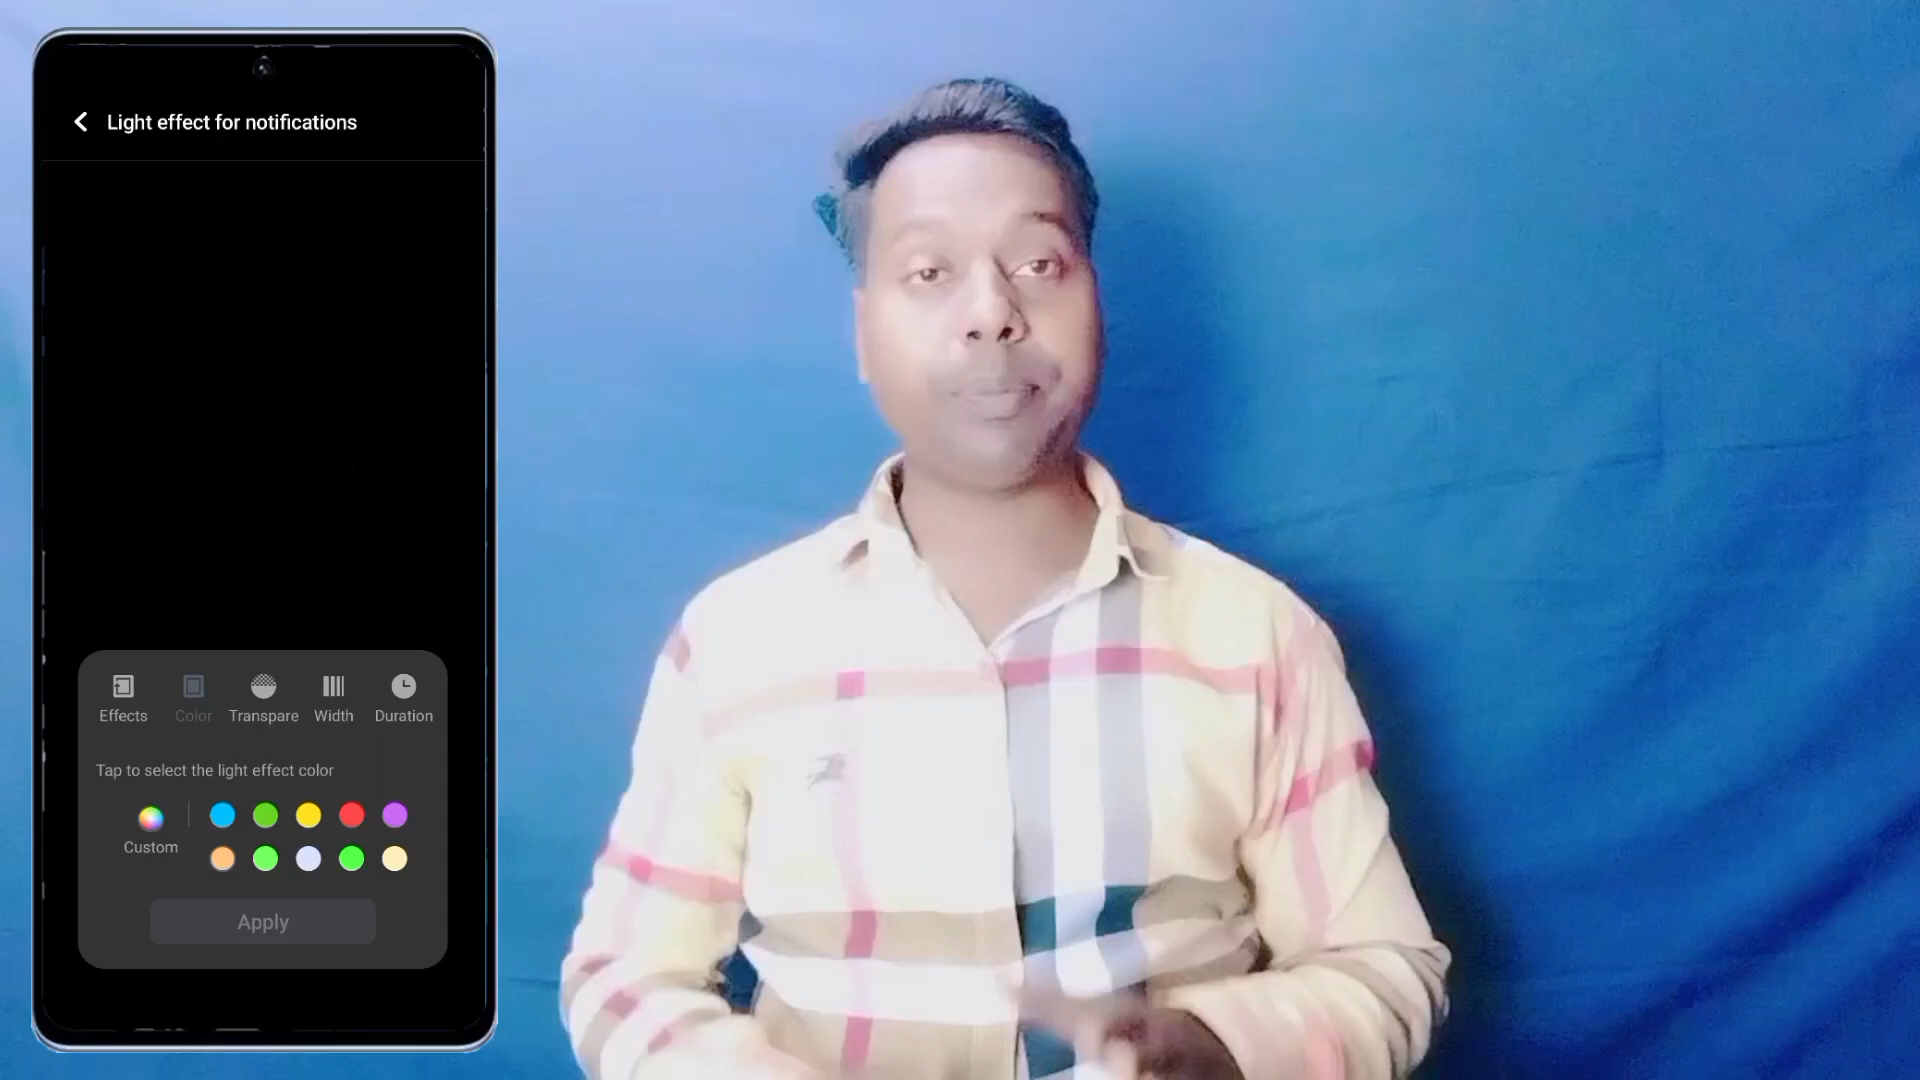 Light effect for notifications
Effects Color Transpare Width Duration
Tap to select the light effect color
Custom
Apply